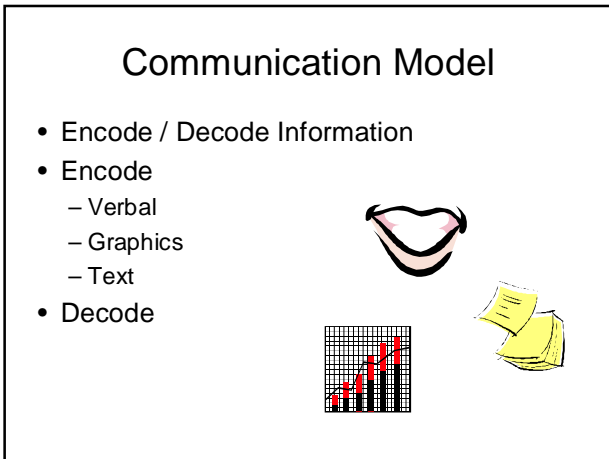 Communication Model
• Encode / Decode Information
• Encode
– Verbal
– Graphics
– Text
• Decode